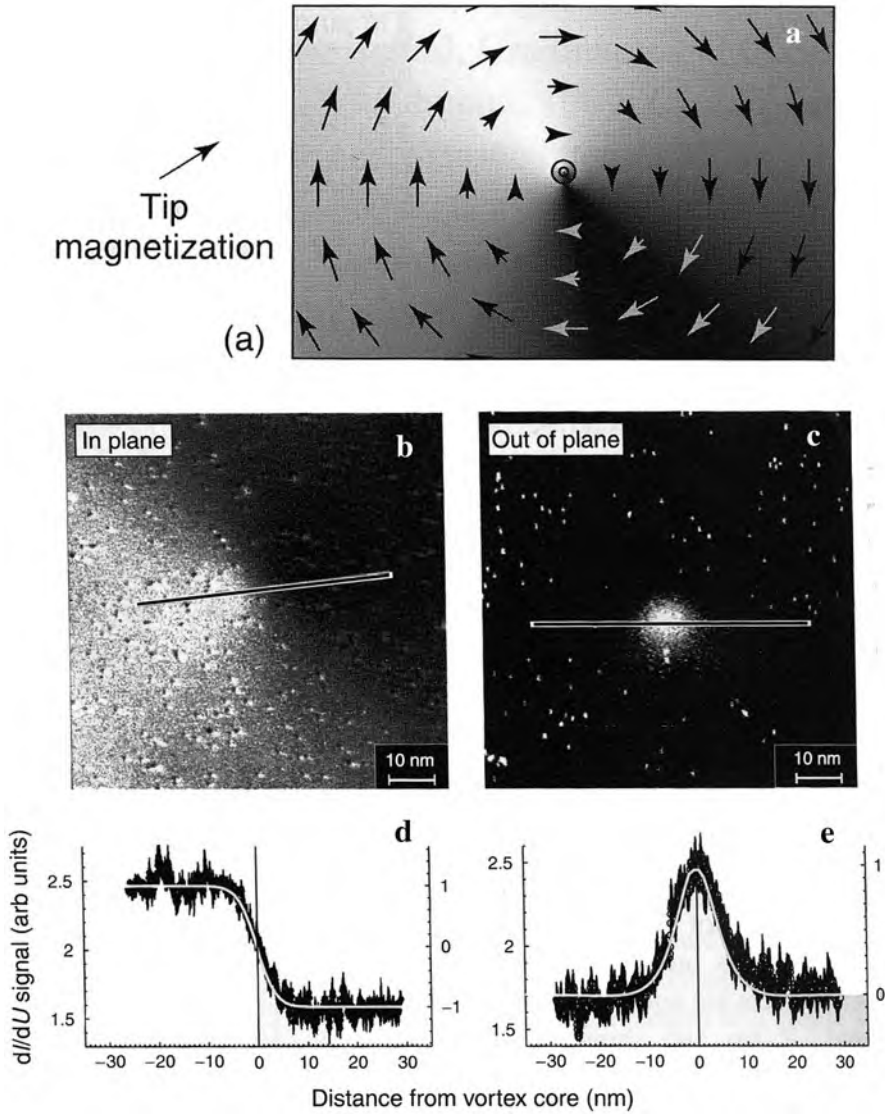 a
Tip
magnetization
(a)
In plane
b
Out of plane
c
10 nm
10 nm
d
e
dI/dU signal (arb units)
2.5
2
1.5
1
0
−1
−30
−20
−10
0
10
20
30
2.5
2
1.5
1
0
−30
−20
−10
0
10
20
30
Distance from vortex core (nm)